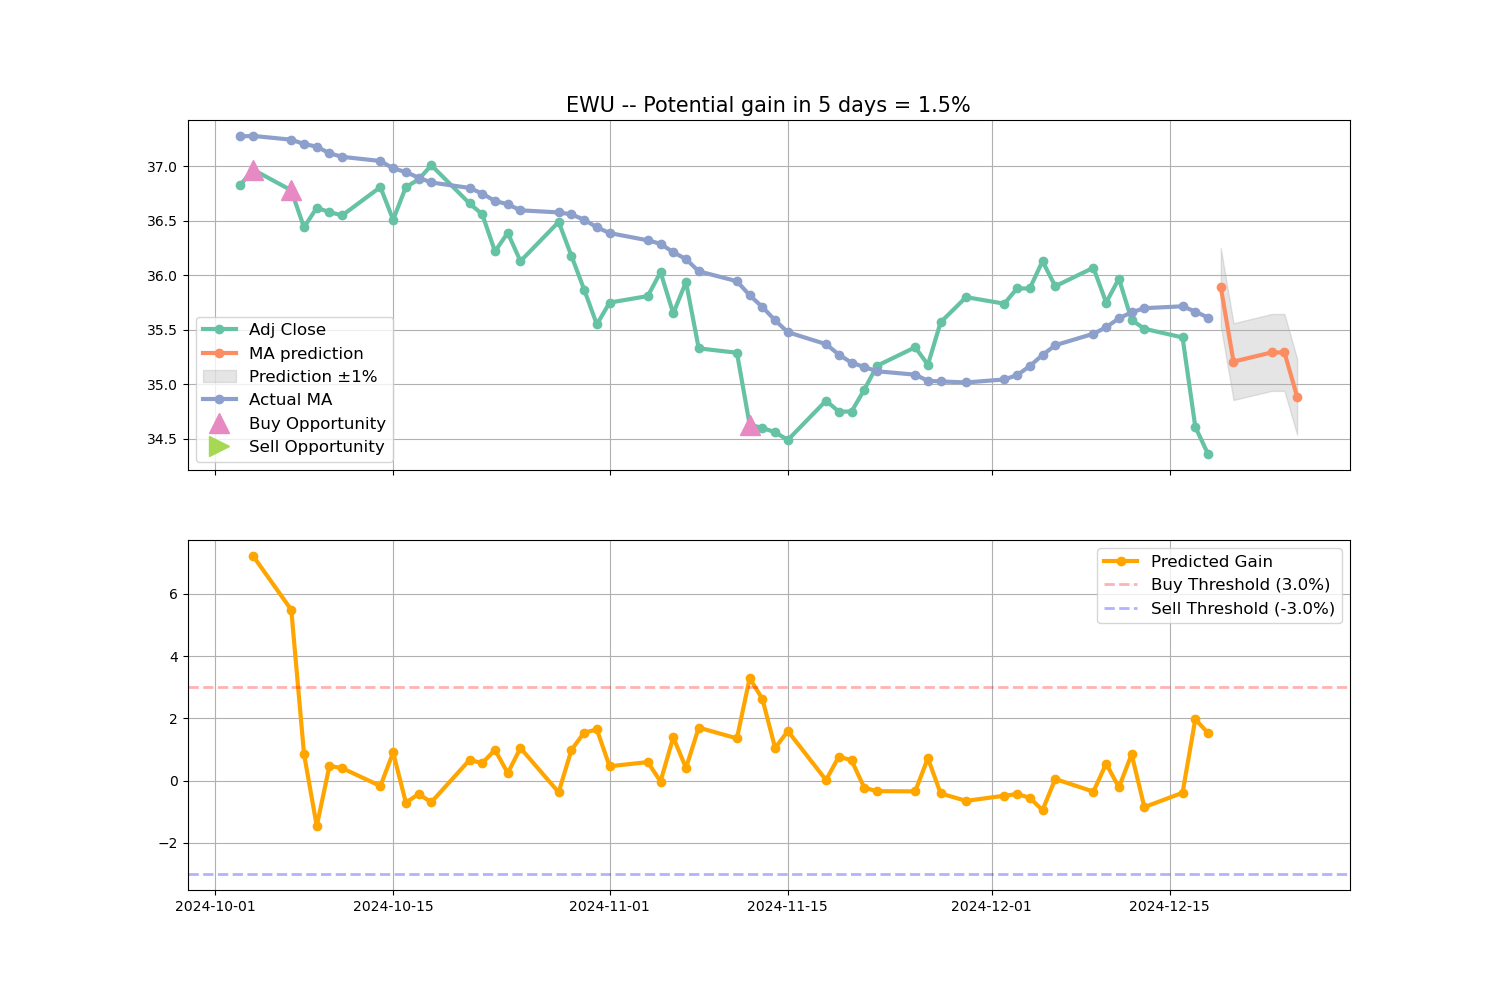 EWU -- Potential gain in 5 days = 1.5%
37.0
36.5
36.0
35.5
35.0
34.5
Adj Close
MA prediction
Prediction ±1%
Actual MA
Buy Opportunity
Sell Opportunity
6
4
2
0
−2
Predicted Gain
Buy Threshold (3.0%)
Sell Threshold (-3.0%)
2024-10-01 2024-10-15 2024-11-01 2024-11-15 2024-12-01 2024-12-15